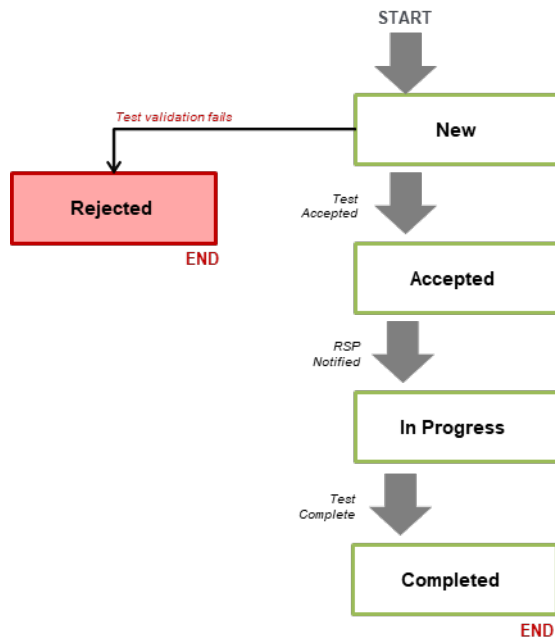 START
New
Test validation fails
Rejected
END
Test
Accepted
Accepted
RSP
Notified
In Progress
Test
Complete
Completed
END